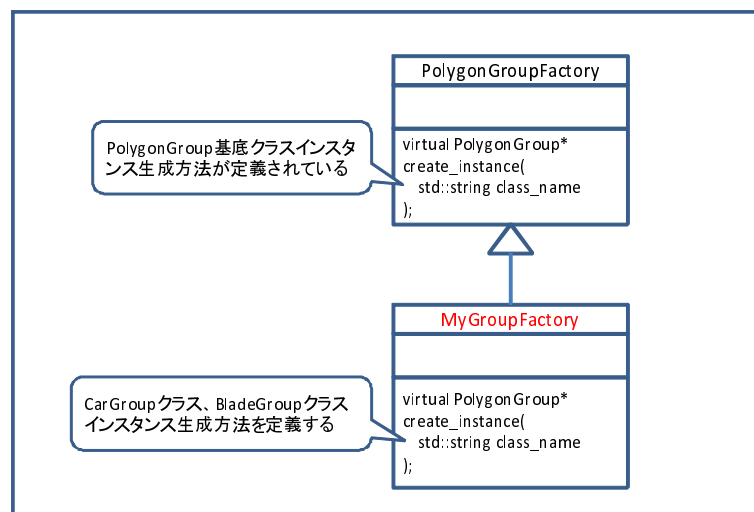 PolygonGroupFactory
PolygonGroup基底クラスインスタ
ンス生成方法が定義されている
virtual PolygonGroup*
create_instance(
std::string class_name
);
MyGroupFactory
CarGroupクラス、BladeGroupクラス
インスタンス生成方法を定義する
virtual PolygonGroup*
create_instance(
std::string class_name
);